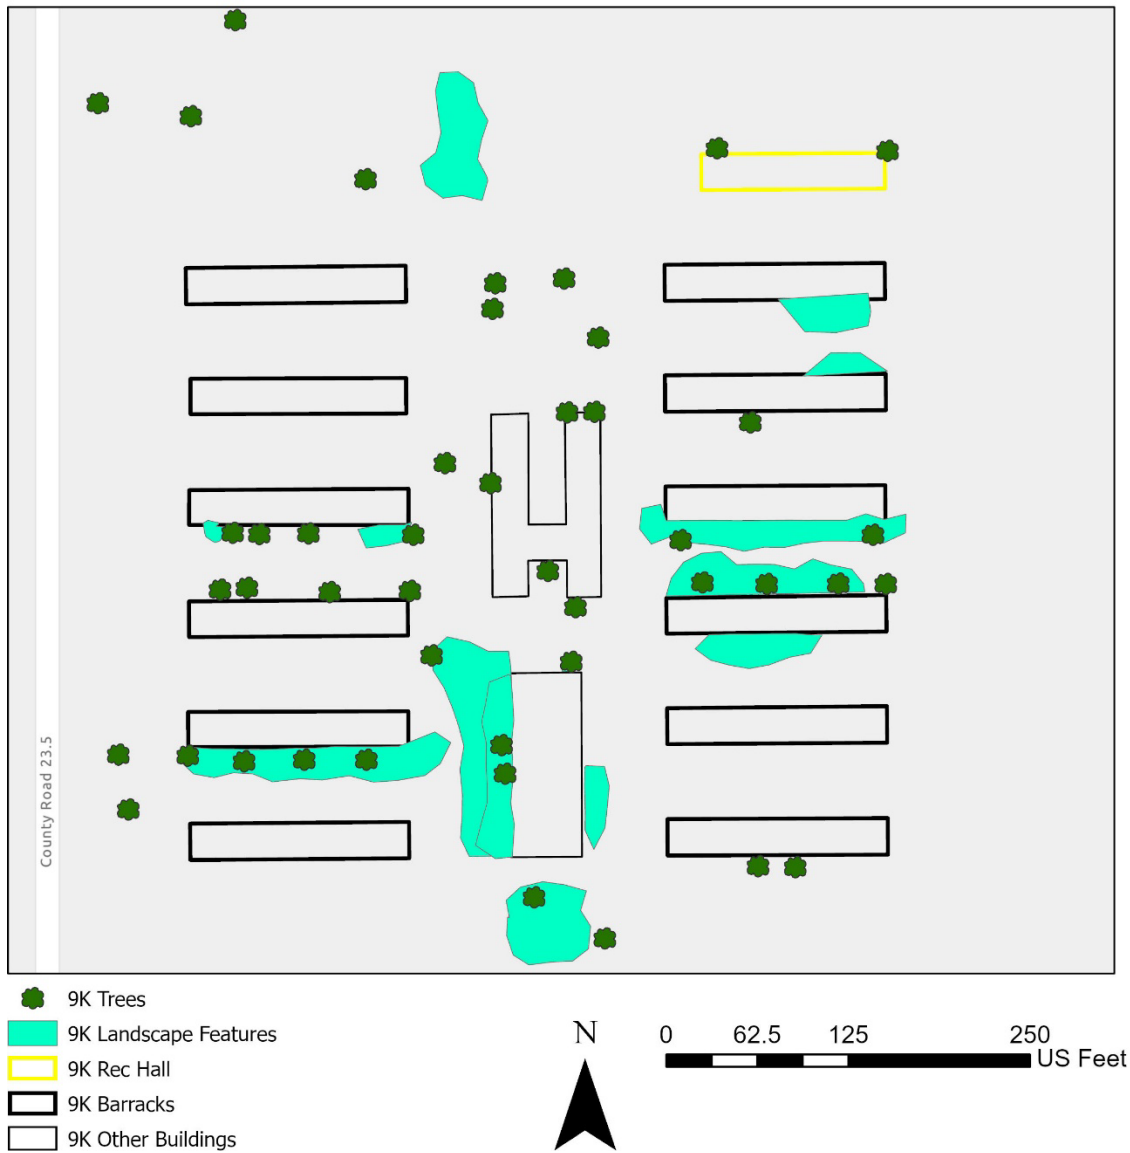 County Road 23.5
9K Trees
9K Landscape Features
9K Rec Hall
9K Barracks
9K Other Buildings
N
0 62.5 125 250
US Feet